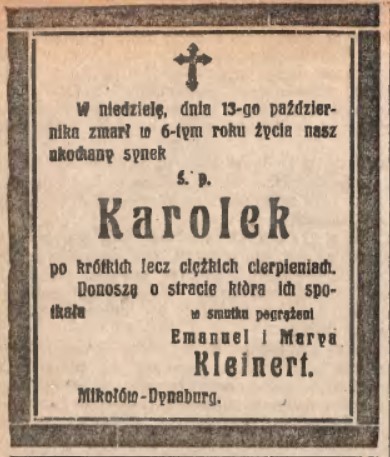 W niedzielę, dnia 13-go paździer-
nika zmarł w 6-tym roku życia nasz
ukochany synek
ś. p.
Karolek
po krótkich lecz ciężkich cierpieniach.
Donoszę o stracie która ich spo-
tkała w smutku pogrążeni
Emanuel i Marya
Kleinert.
Mikołów-Dynaburg.